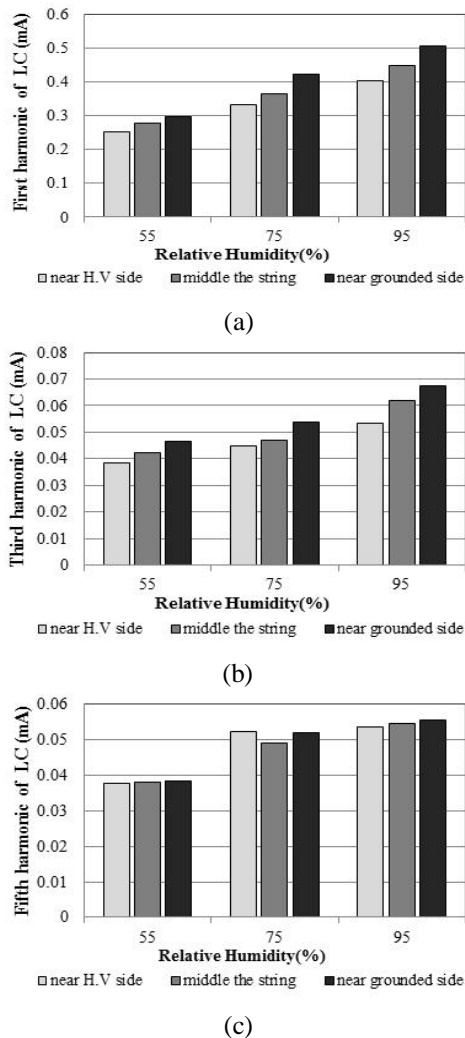 First harmonic of LC (mA)
0.6
0.5
0.4
0.3
0.2
0.1
0
55 75 95
Relative Humidity(%)
near H.V side middle the string near grounded side
(a)
Third harmonic of LC (mA)
0.08
0.07
0.06
0.05
0.04
0.03
0.02
0.01
0
55 75 95
Relative Humidity(%)
near H.V side middle the string near grounded side
(b)
Fifth harmonic of LC (mA)
0.06
0.05
0.04
0.03
0.02
0.01
0
55 75 95
Relative Humidity(%)
near H.V side middle the string near grounded side
(c)